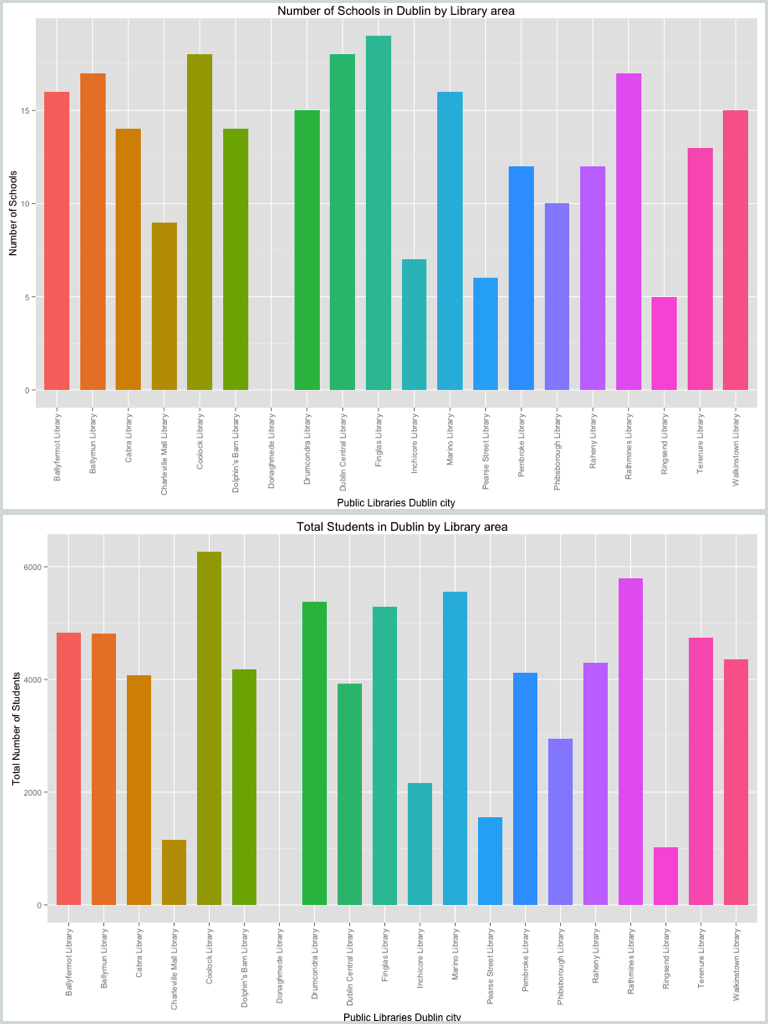 Number of Schools in Dublin by Library area
Number of Schools
15
10
5
0
Ballyfermot Library
Ballymun Library
Cabra Library
Charleville Mall Library
Coolock Library
Dolphin's Barn Library
Donaghmede Library
Drumcondra Library
Dublin Central Library
Finglas Library
Inchicore Library
Marino Library
Pearse Street Library
Pembroke Library
Phibsborough Library
Raheny Library
Rathmines Library
Ringsend Library
Terenure Library
Walkinstown Library
Public Libraries Dublin city
Total Students in Dublin by Library area
Total Number of Students
6000
4000
2000
0
Ballyfermot Library
Ballymun Library
Cabra Library
Charleville Mall Library
Coolock Library
Dolphin's Barn Library
Donaghmede Library
Drumcondra Library
Dublin Central Library
Finglas Library
Inchicore Library
Marino Library
Pearse Street Library
Pembroke Library
Phibsborough Library
Raheny Library
Rathmines Library
Ringsend Library
Terenure Library
Walkinstown Library
Public Libraries Dublin city